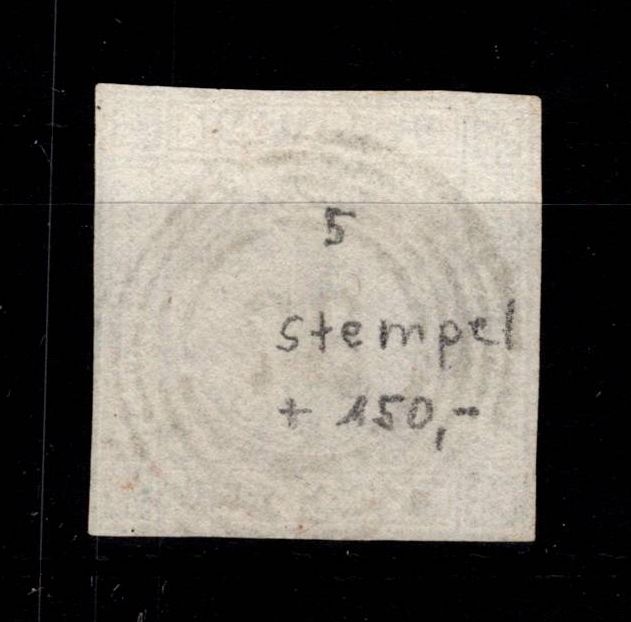 5
stempel
+ 150,-